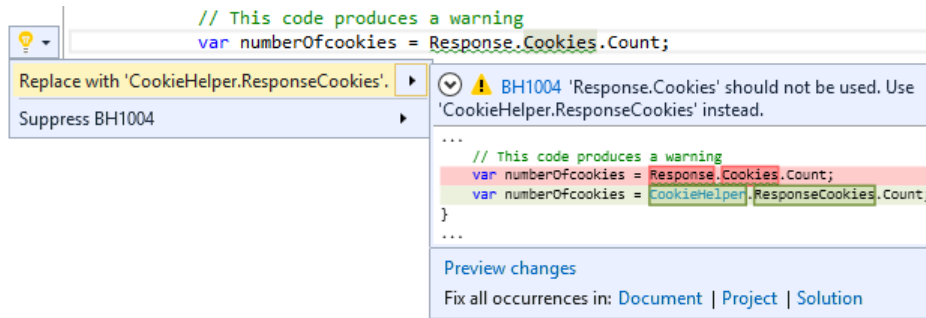 // This code produces a warning
var numberOfcookies = Response.Cookies.Count;
Replace with 'CookieHelper.ResponseCookies'.
Suppress BH1004
BH1004 'Response.Cookies' should not be used. Use
'CookieHelper.ResponseCookies' instead.
...
// This code produces a warning
var numberOfcookies = Response.Cookies.Count;
var numberOfcookies = CookieHelper.ResponseCookies.Count;
}
...
Preview changes
Fix all occurrences in: Document | Project | Solution